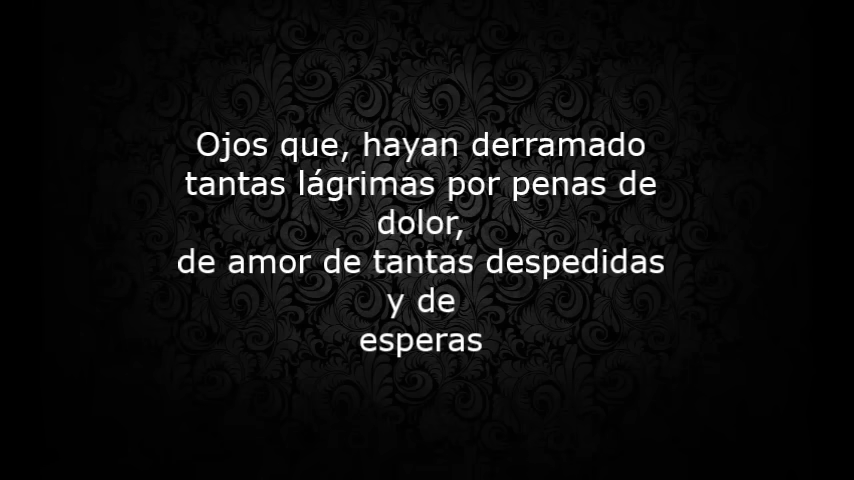 Ojos que, hayan derramado
tantas lágrimas por penas de
dolor,
de amor de tantas despedidas
y de
esperas